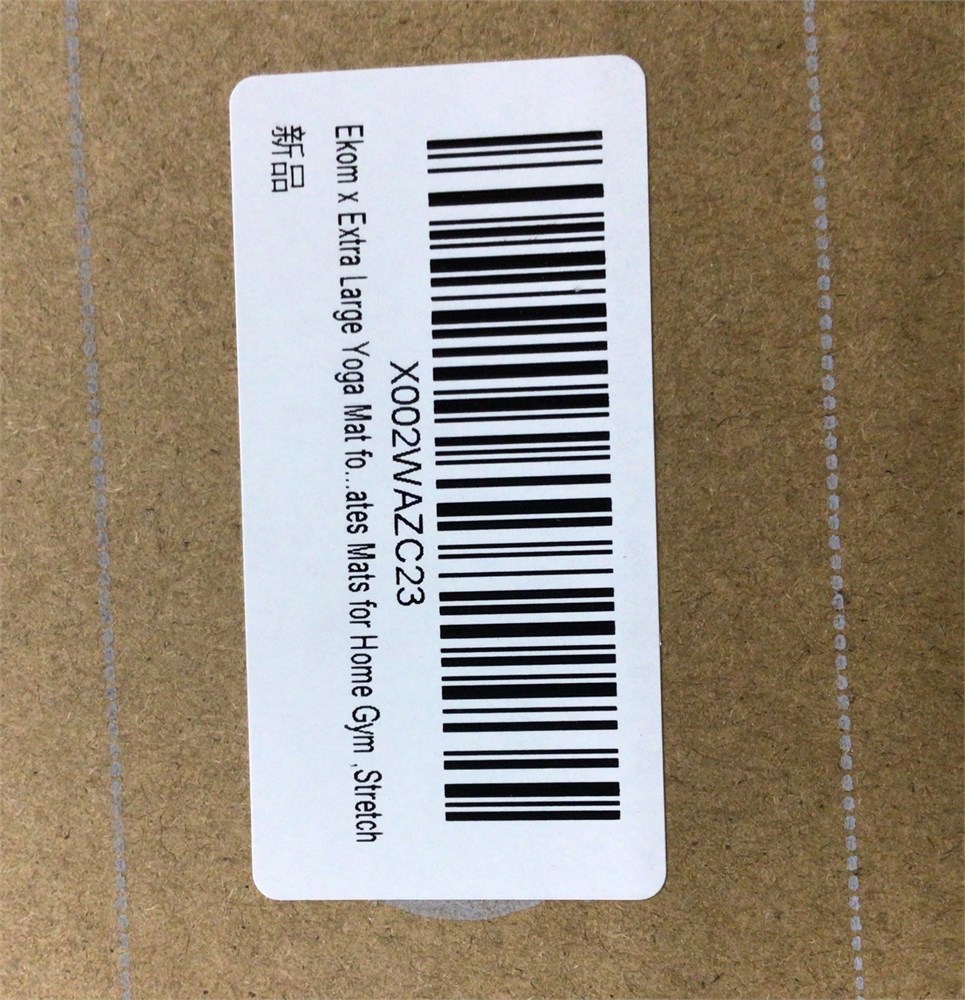 X002WAZC23
Ekom x Extra Large Yoga Mat fo...ates Mats for Home Gym ,Stretch
新品